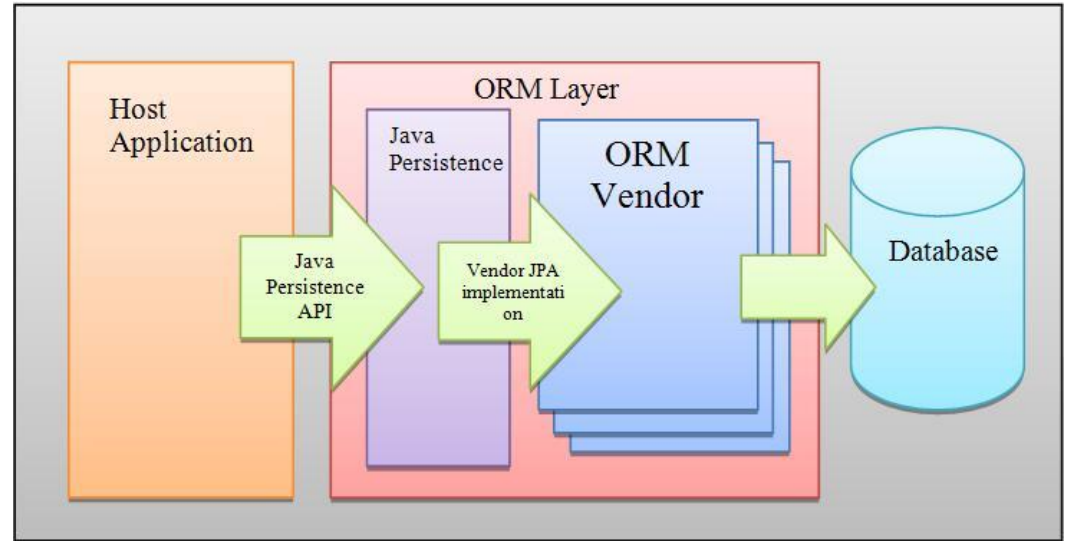 Host
Application
ORM Layer
Java
Persistence
ORM
Vendor
Java
Persistence
API
Vendor JPA
implementati
on
Database